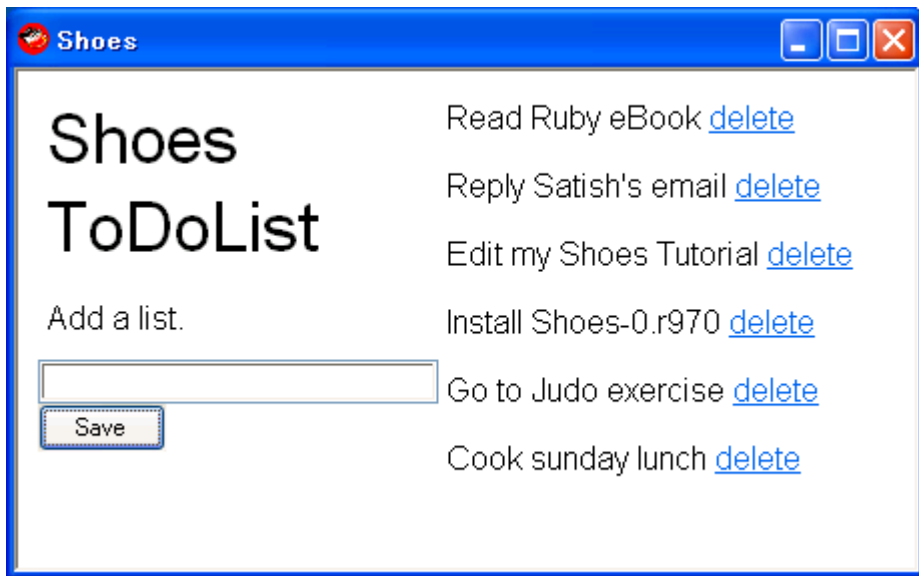 Shoes
Shoes
ToDoList
Add a list.
Save
Read Ruby eBook delete
Reply Satish's email delete
Edit my Shoes Tutorial delete
Install Shoes-0.r970 delete
Go to Judo exercise delete
Cook sunday lunch delete